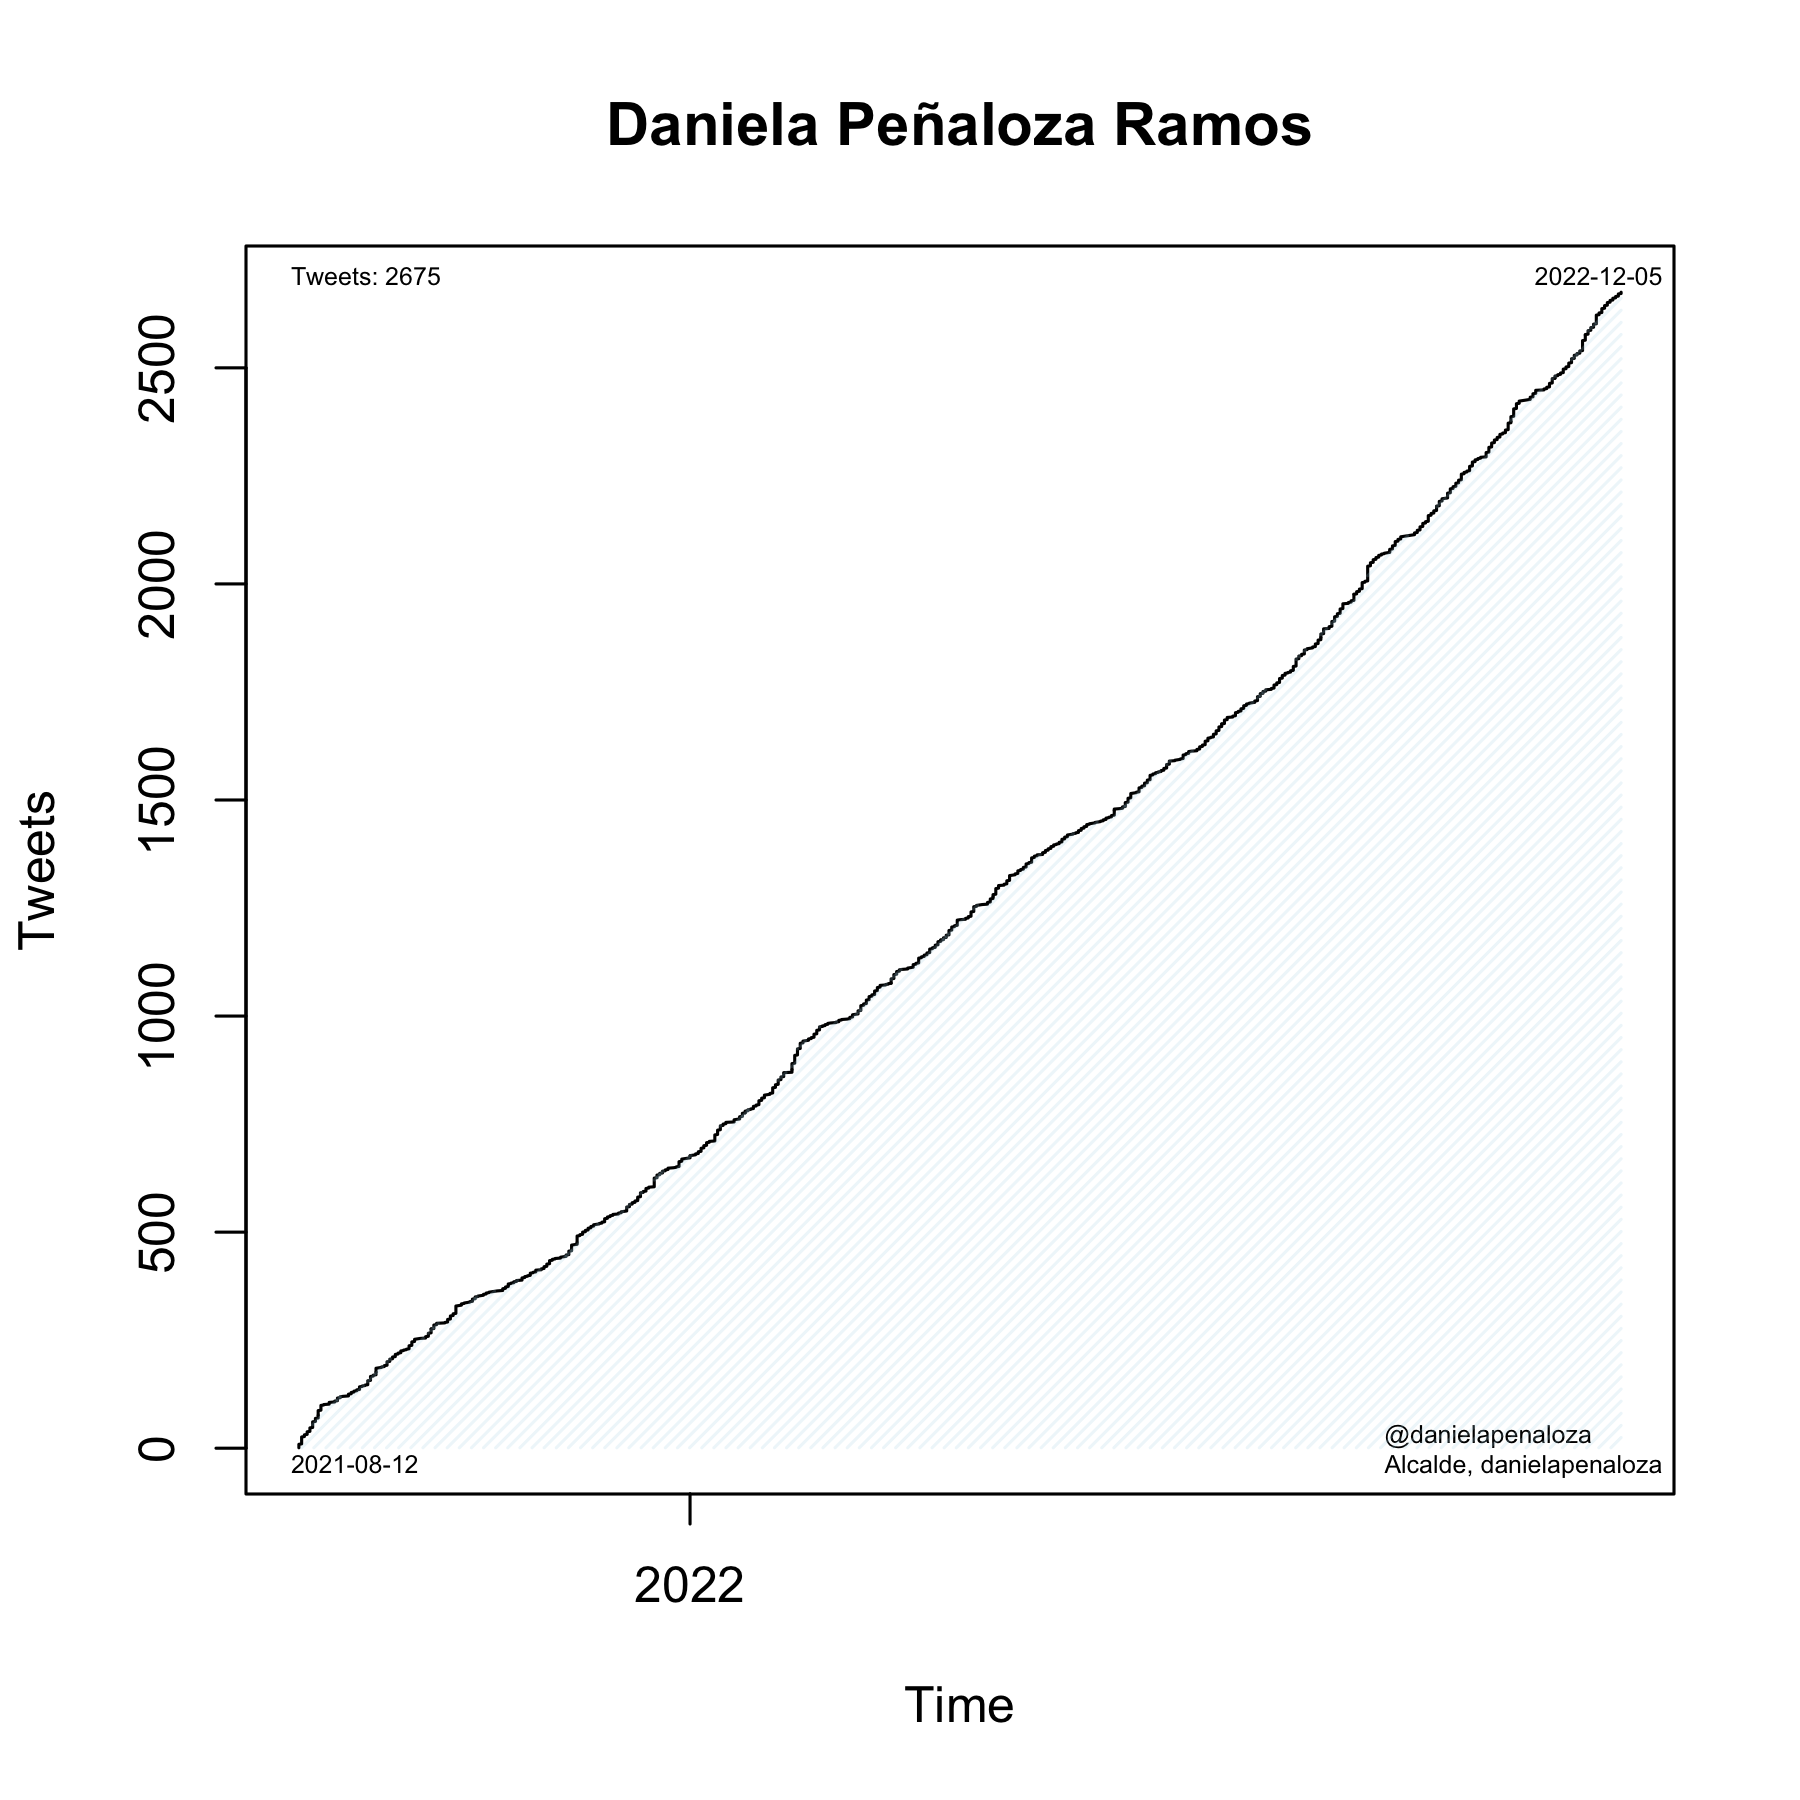 Daniela Peñaloza Ramos
Tweets: 2675
2022-12-05
2500
2000
1500
1000
500
0
Tweets
2021-08-12
@danielapenaloza
Alcalde, danielapenaloza
2022
Time